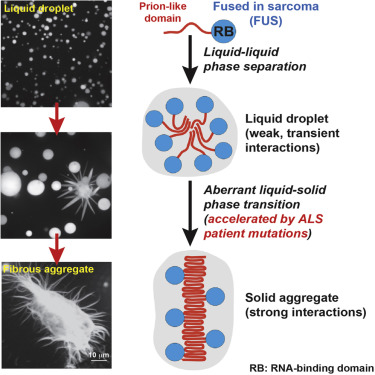 Liquid droplet
Fibrous aggregate
10 μm
Prion-like
domain
Fused in sarcoma
(FUS)
RB
Liquid-liquid
phase separation
Liquid droplet
(weak, transient
interactions)
Aberrant liquid-solid
phase transition
(accelerated by ALS
patient mutations)
Solid aggregate
(strong interactions)
RB: RNA-binding domain